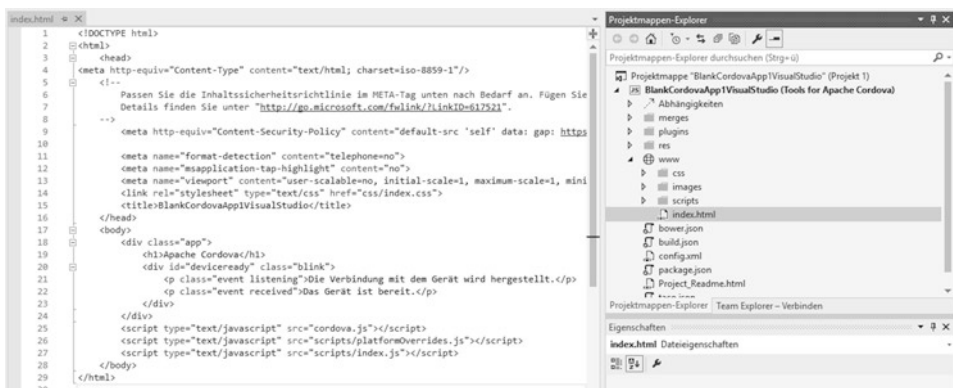 index.html
Projektmappen-Explorer
1 <!DOCTYPE html>
2 <html>
3 <head>
4 <meta http-equiv="Content-Type" content="text/html; charset=iso-8859-1"/>
5 <!--
6 Passen Sie die Inhaltssicherheitsrichtlinie im META-Tag unten nach Bedarf an. Fügen Sie
7 Details finden Sie unter "http://go.microsoft.com/fwlink/?LinkID=617521".
8 -->
9 <meta http-equiv="Content-Security-Policy" content="default-src 'self' data: gap: https
10
11 <meta name="format-detection" content="telephone=no">
12 <meta name="msapplication-tap-highlight" content="no">
13 <meta name="viewport" content="user-scalable=no, initial-scale=1, maximum-scale=1, mini
14 <link rel="stylesheet" type="text/css" href="css/index.css">
15 <title>BlankCordovaApp1VisualStudio</title>
16 </head>
17 <body>
18 <div class="app">
19 <h1>Apache Cordova</h1>
20 <div id="deviceready" class="blink">
21 <p class="event listening">Die Verbindung mit dem Gerät wird hergestellt.</p>
22 <p class="event received">Das Gerät ist bereit.</p>
23 </div>
24 </div>
25 <script type="text/javascript" src="cordova.js"></script>
26 <script type="text/javascript" src="scripts/platformOverrides.js"></script>
27 <script type="text/javascript" src="scripts/index.js"></script>
28 </body>
29 </html>
Projektmappen-Explorer durchsuchen (Strg+ü)
Projektmappe "BlankCordovaApp1VisualStudio" (Projekt 1)
JS BlankCordovaApp1VisualStudio (Tools for Apache Cordova)
Abhängigkeiten
merges
plugins
res
www
css
images
scripts
index.html
bower.json
build.json
config.xml
package.json
Project_Readme.html
Projektmappen-Explorer Team Explorer – Verbinden
Eigenschaften
index.html Dateieigenschaften